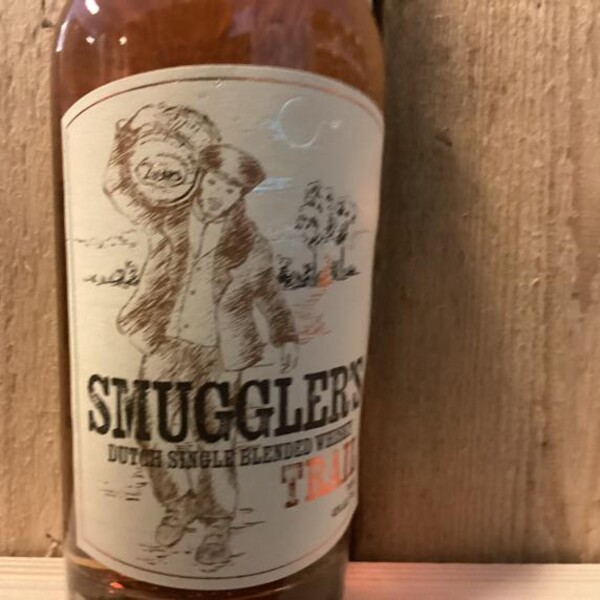 SMUGGLER'S
DUTCH SINGLE BLENDED WHISKY
TRAIL